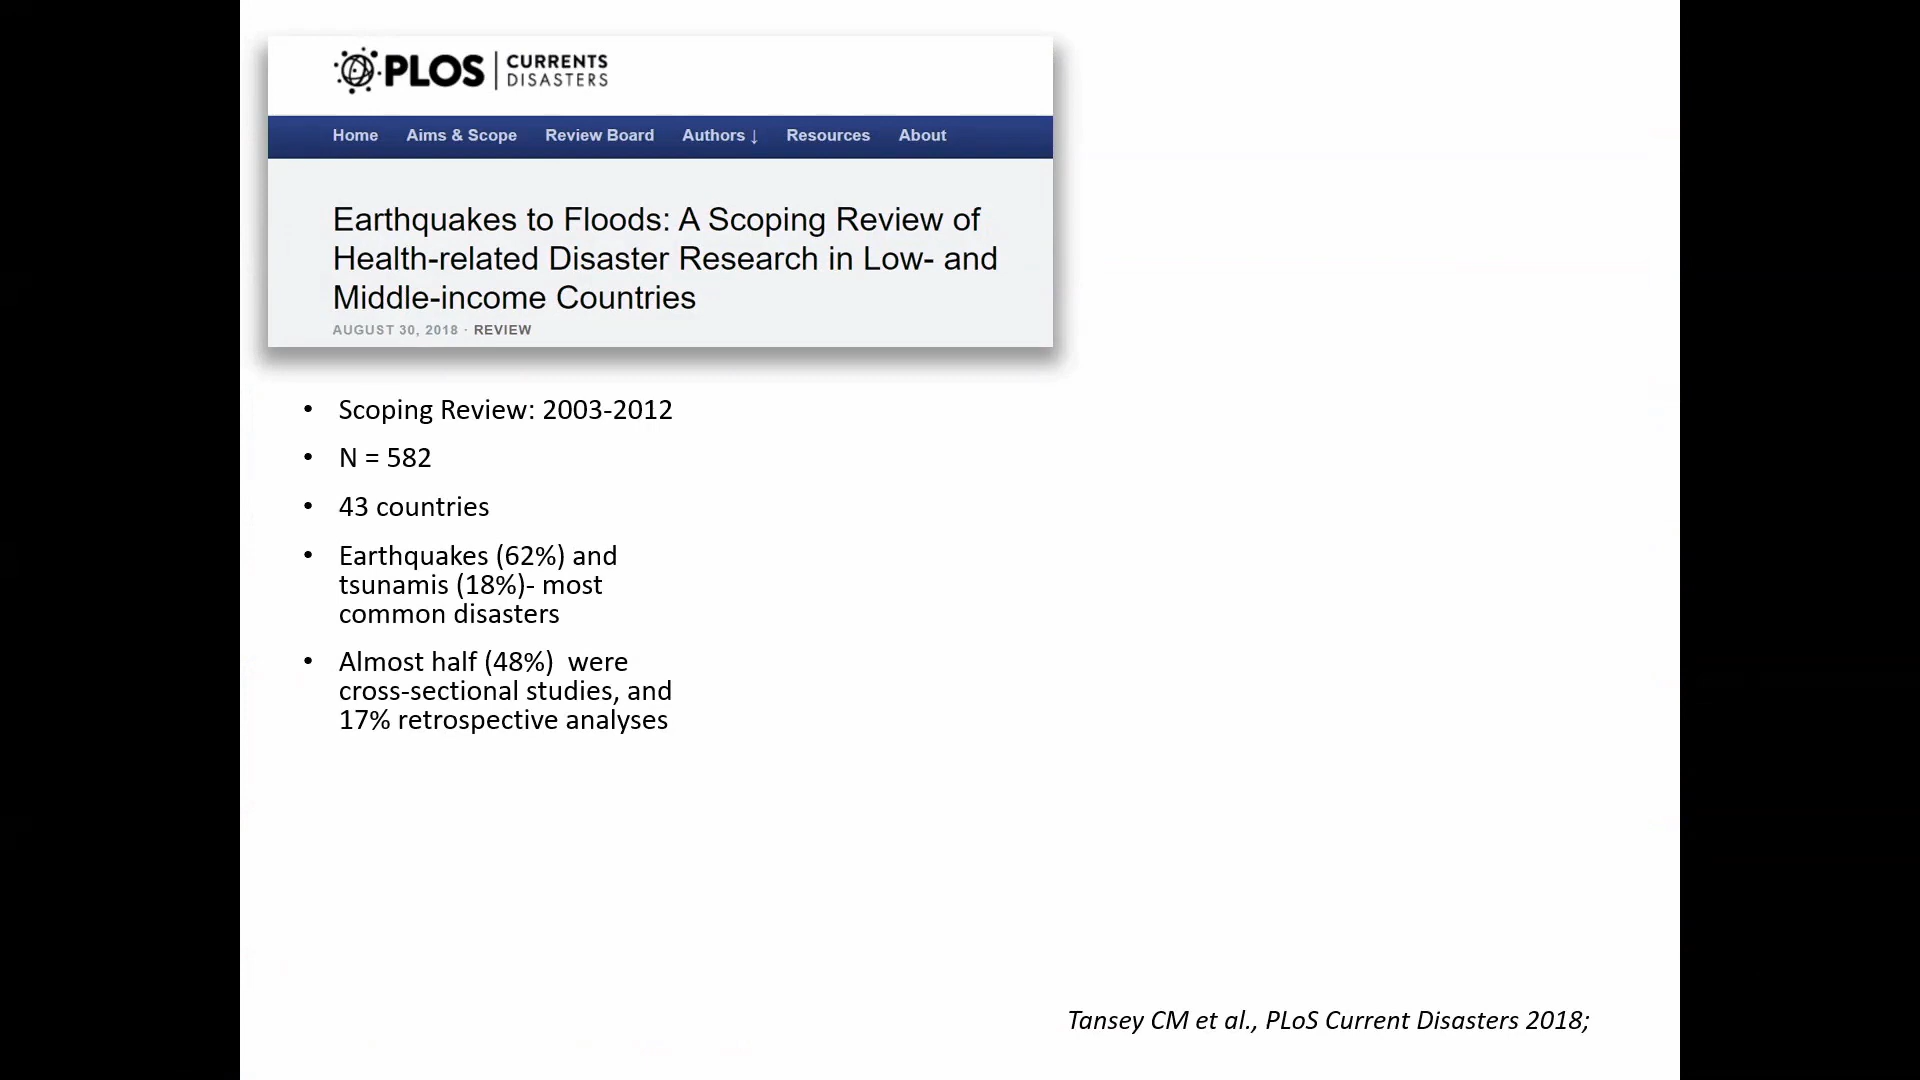 PLOS CURRENTS
DISASTERS
Home Aims & Scope Review Board Authors ↓ Resources About
Earthquakes to Floods: A Scoping Review of
Health-related Disaster Research in Low- and
Middle-income Countries
AUGUST 30, 2018 · REVIEW
• Scoping Review: 2003-2012
• N = 582
• 43 countries
• Earthquakes (62%) and
tsunamis (18%)- most
common disasters
• Almost half (48%)  were
cross-sectional studies, and
17% retrospective analyses
Tansey CM et al., PLoS Current Disasters 2018;